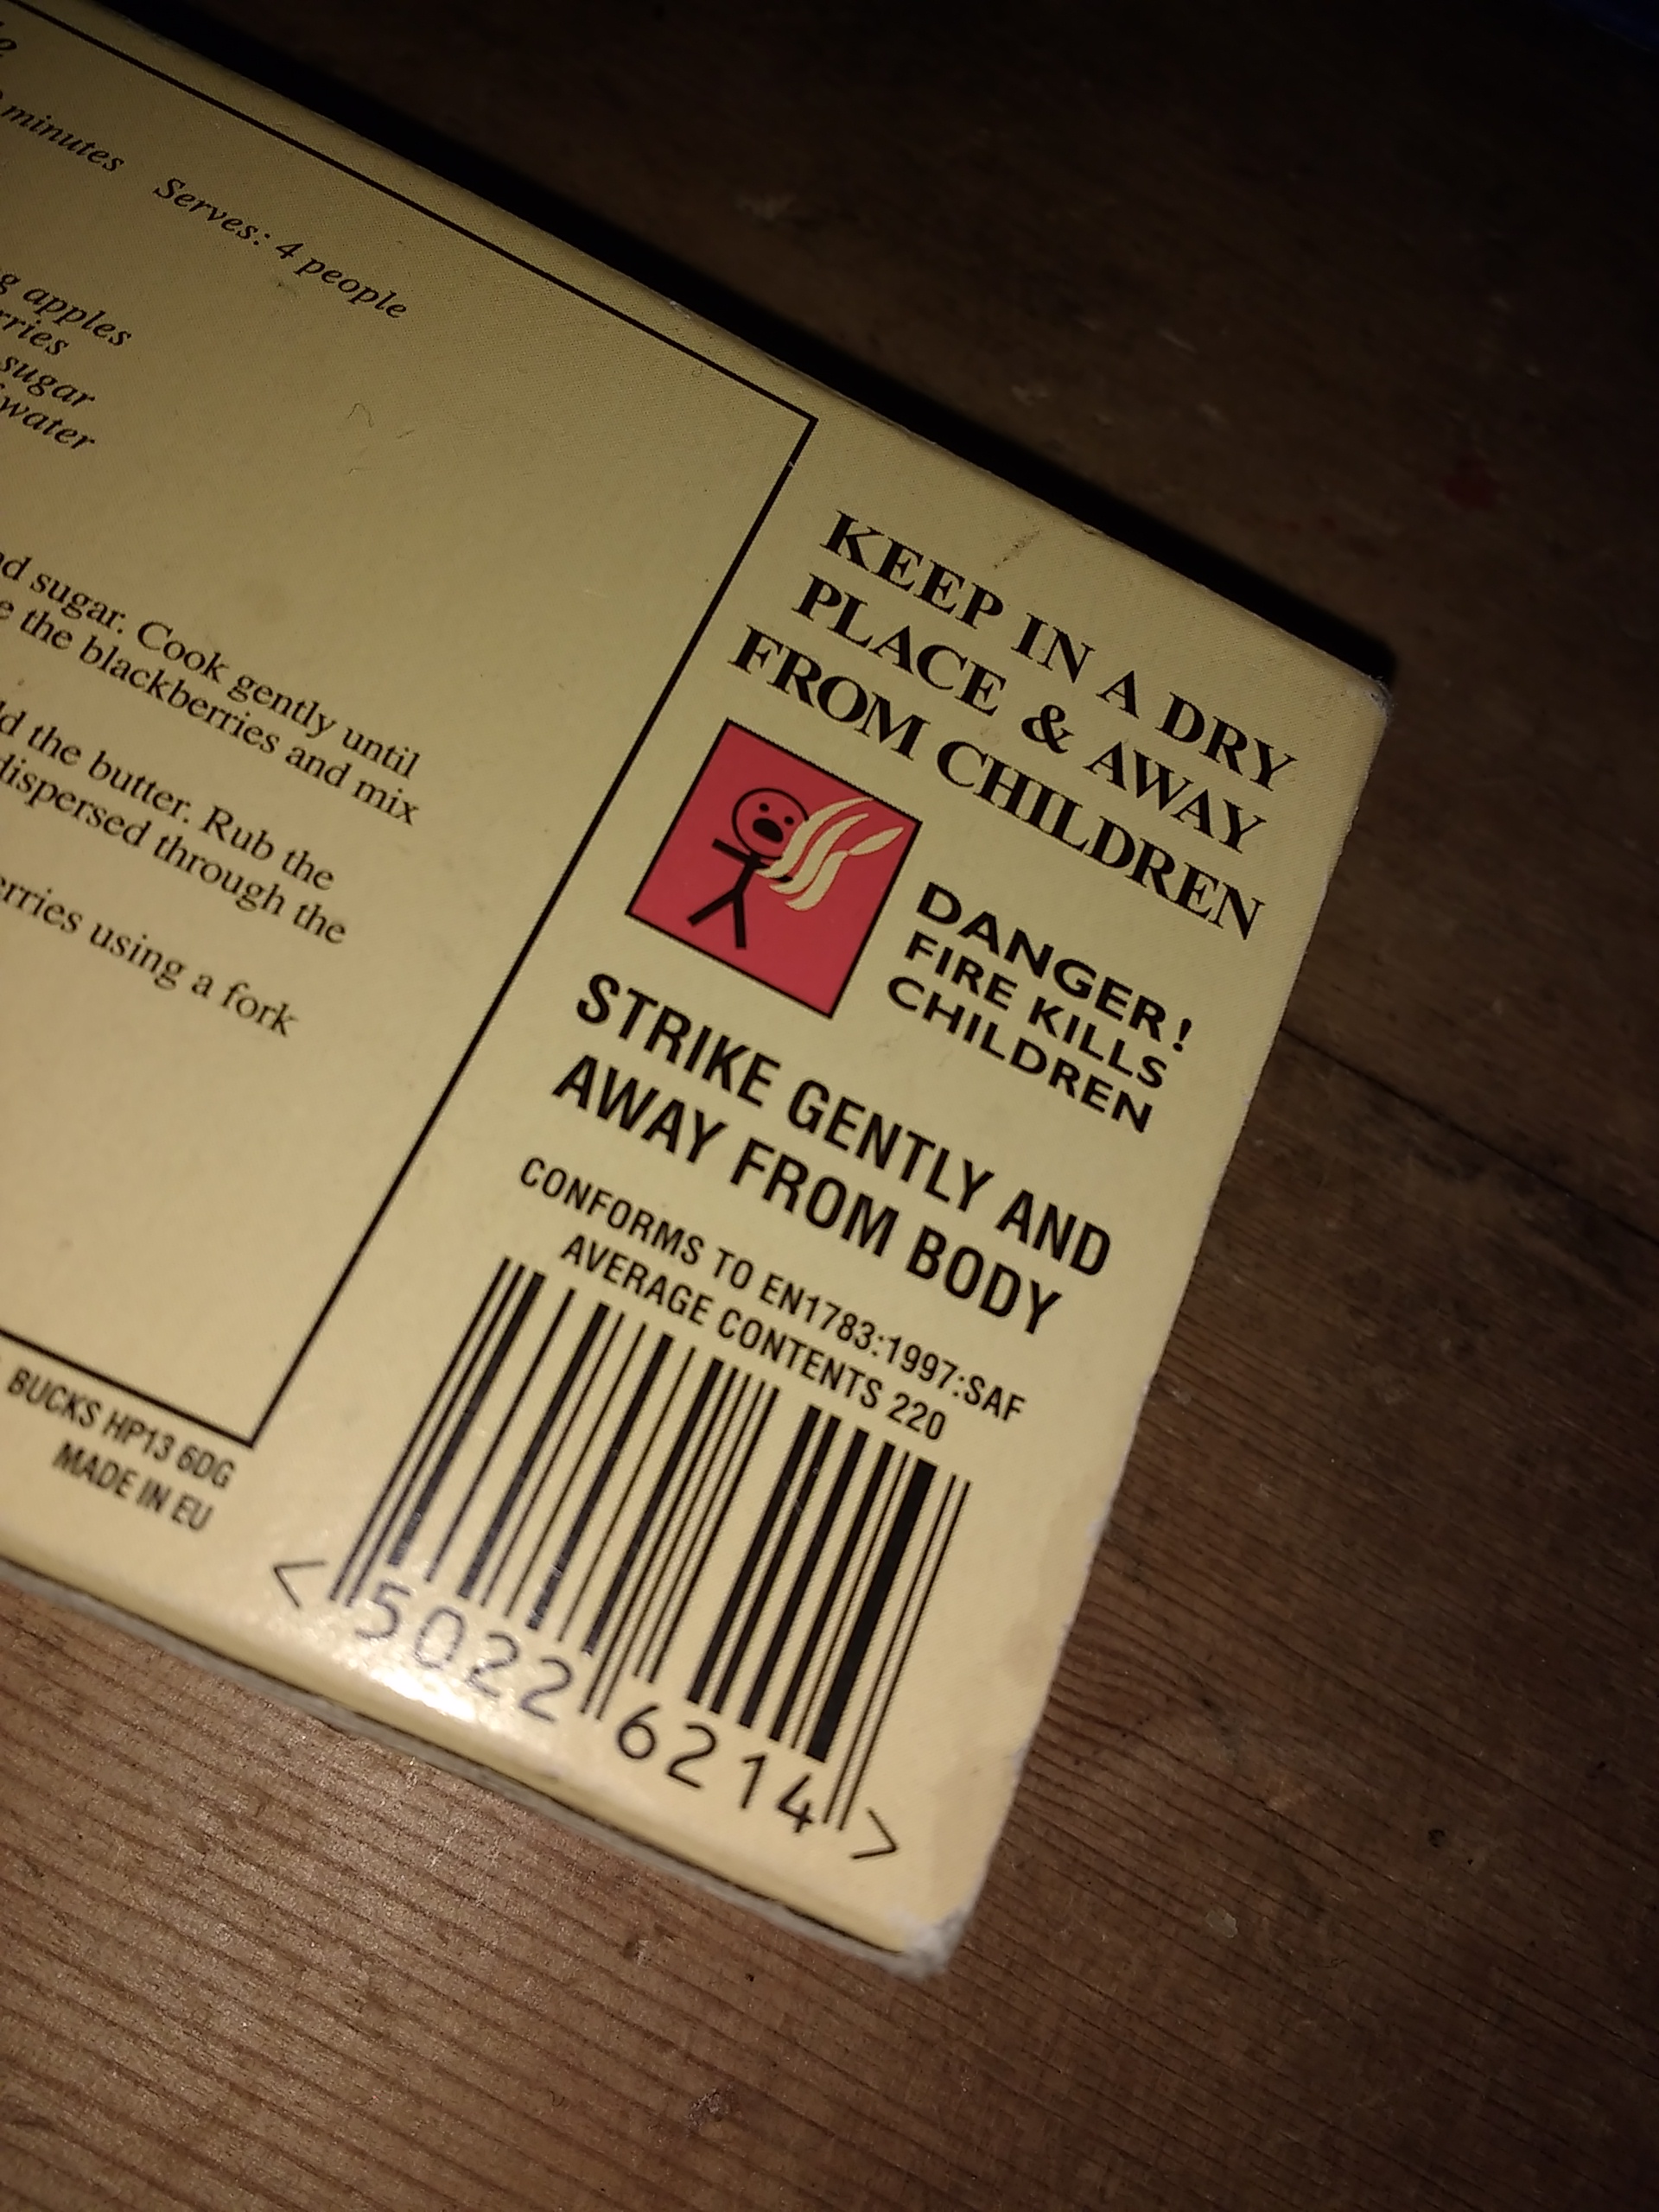 minutes Serves: 4 people
apples
sugar
water
sugar. Cook gently until
the blackberries and mix
the butter. Rub the
dispersed through the
using a fork
BUCKS HP13 6DG
MADE IN EU
KEEP IN A DRY
PLACE & AWAY
FROM CHILDREN
DANGER!
FIRE KILLS
CHILDREN
STRIKE GENTLY AND
AWAY FROM BODY
CONFORMS TO EN1783:1997:SAF
AVERAGE CONTENTS 220
<5022 6214>